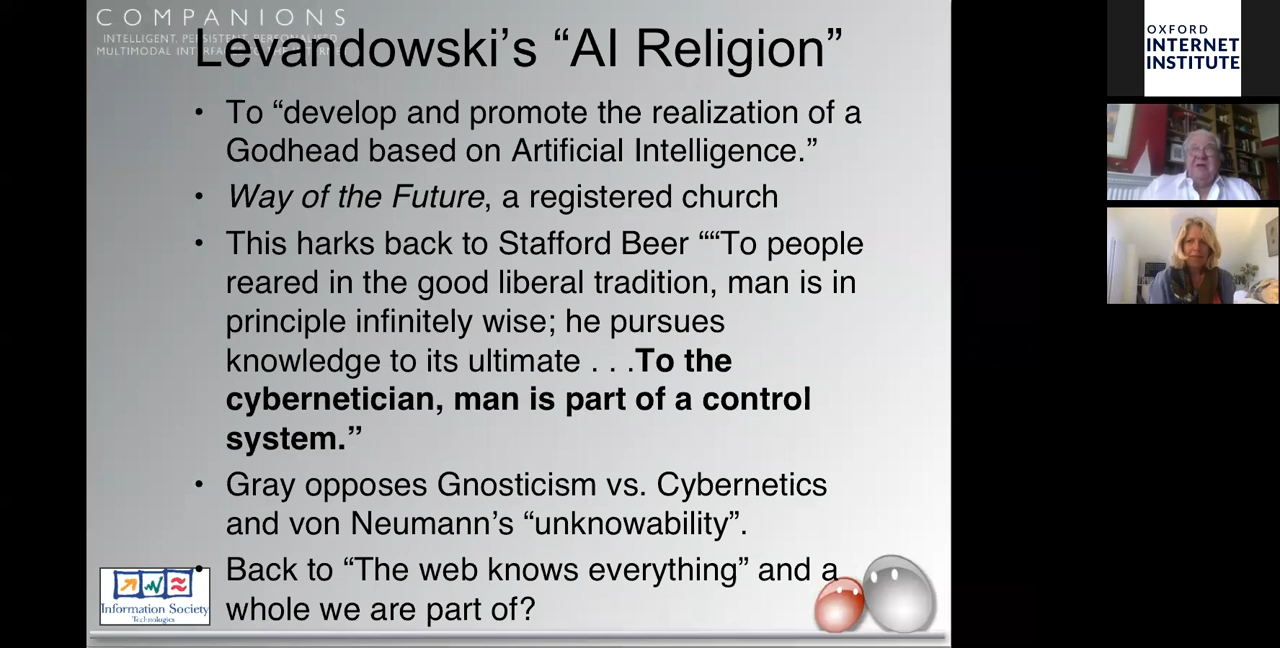 COMPANIONS
INTELLIGENT, PERSISTENT, PERSONALISED
MULTIMODAL INTERFACES TO THE INTERNET
Levandowski’s “AI Religion”
• To “develop and promote the realization of a
Godhead based on Artificial Intelligence.”
• Way of the Future, a registered church
• This harks back to Stafford Beer ““To people
reared in the good liberal tradition, man is in
principle infinitely wise; he pursues
knowledge to its ultimate . . .To the
cybernetician, man is part of a control
system.”
• Gray opposes Gnosticism vs. Cybernetics
and von Neumann’s “unknowability”.
• Back to “The web knows everything” and a
whole we are part of?
Information Society
Technologies
OXFORD
INTERNET
INSTITUTE